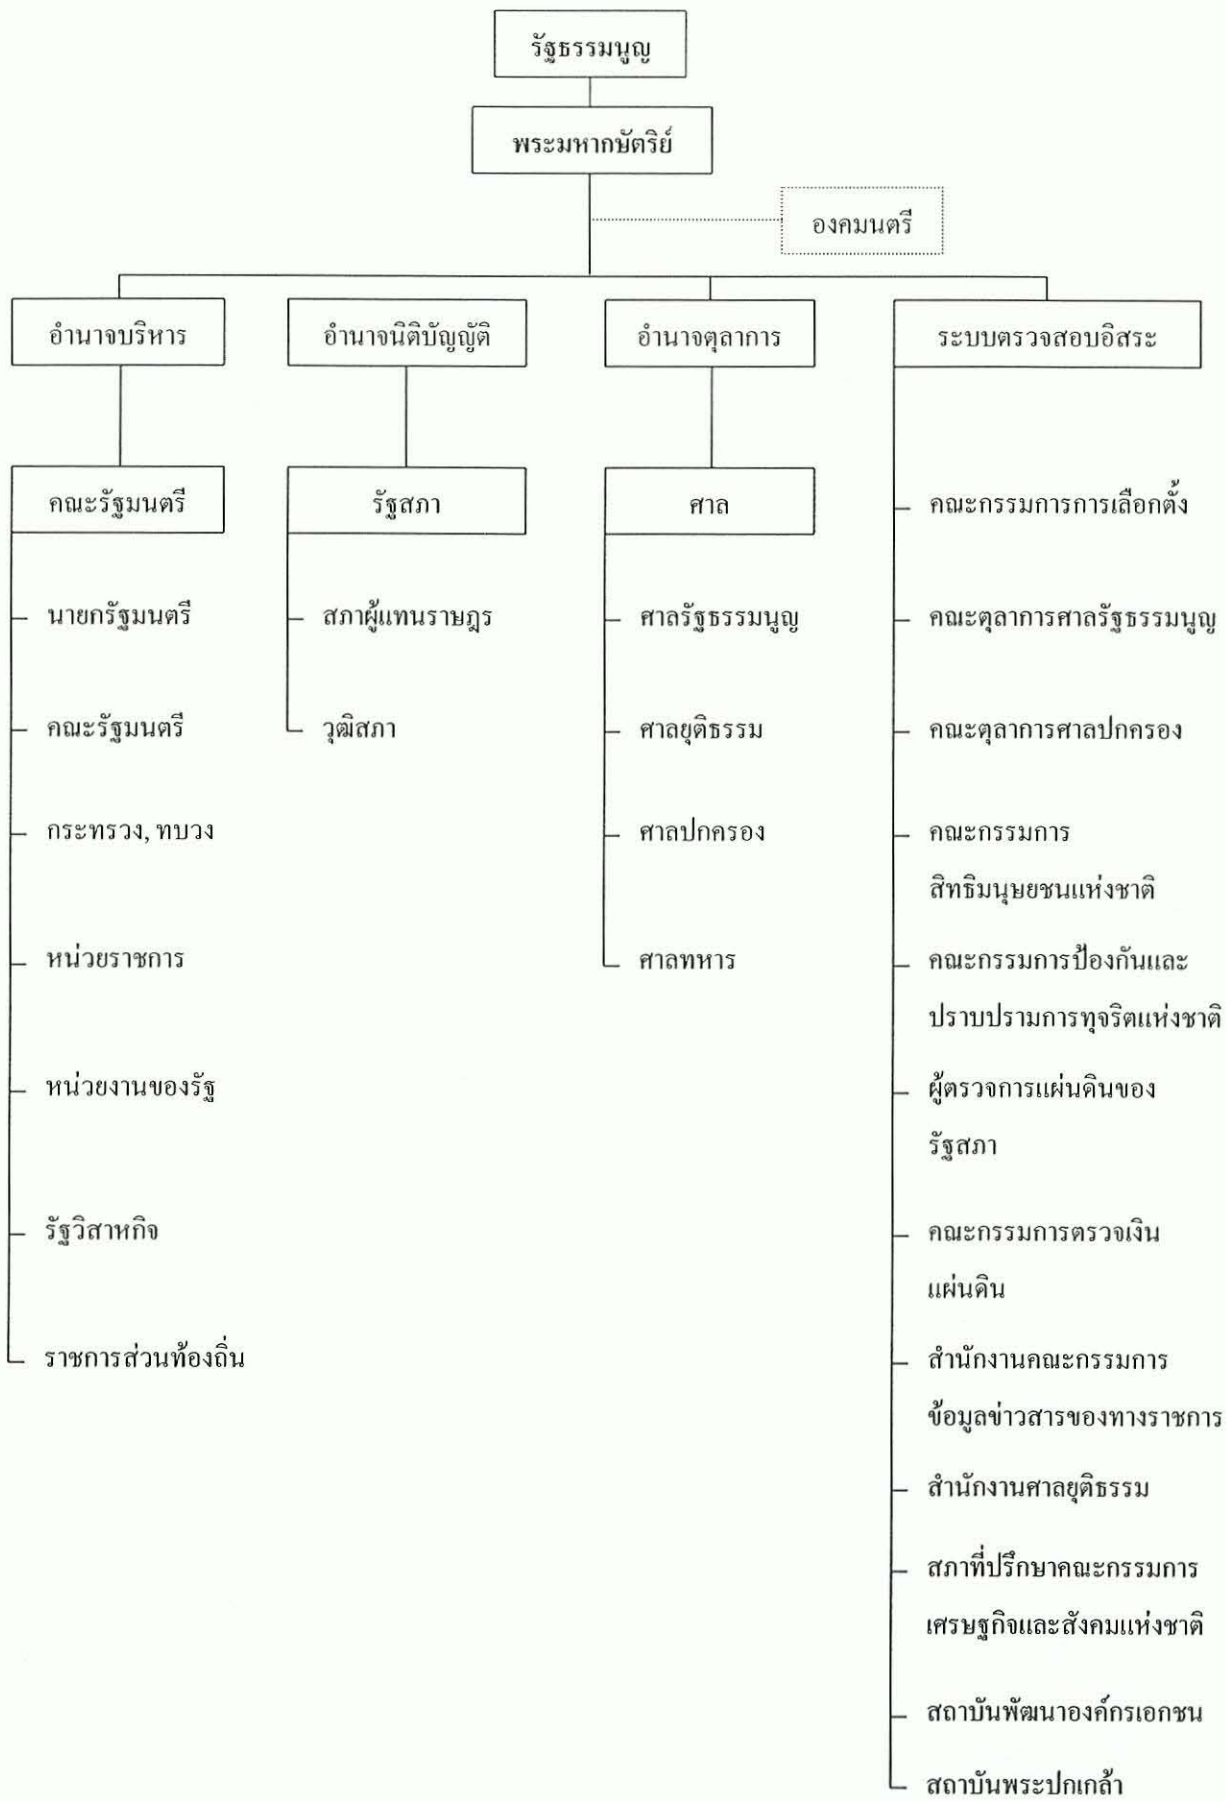 รัฐธรรมนูญ
พระมหากษัตริย์
องคมนตรี
อำนาจบริหาร
อำนาจนิติบัญญัติ
อำนาจตุลาการ
ระบบตรวจสอบอิสระ
คณะรัฐมนตรี
รัฐสภา
ศาล
นายกรัฐมนตรี
คณะรัฐมนตรี
กระทรวง, ทบวง
หน่วยราชการ
หน่วยงานของรัฐ
รัฐวิสาหกิจ
ราชการส่วนท้องถิ่น
สภาผู้แทนราษฎร
วุฒิสภา
ศาลรัฐธรรมนูญ
ศาลยุติธรรม
ศาลปกครอง
ศาลทหาร
คณะกรรมการการเลือกตั้ง
คณะตุลาการศาลรัฐธรรมนูญ
คณะตุลาการศาลปกครอง
คณะกรรมการ
สิทธิมนุษยชนแห่งชาติ
คณะกรรมการป้องกันและ
ปราบปรามการทุจริตแห่งชาติ
ผู้ตรวจการแผ่นดินของ
รัฐสภา
คณะกรรมการตรวจเงิน
แผ่นดิน
สำนักงานคณะกรรมการ
ข้อมูลข่าวสารของทางราชการ
สำนักงานศาลยุติธรรม
สภาที่ปรึกษาคณะกรรมการ
เศรษฐกิจและสังคมแห่งชาติ
สถาบันพัฒนาองค์กรเอกชน
สถาบันพระปกเกล้า